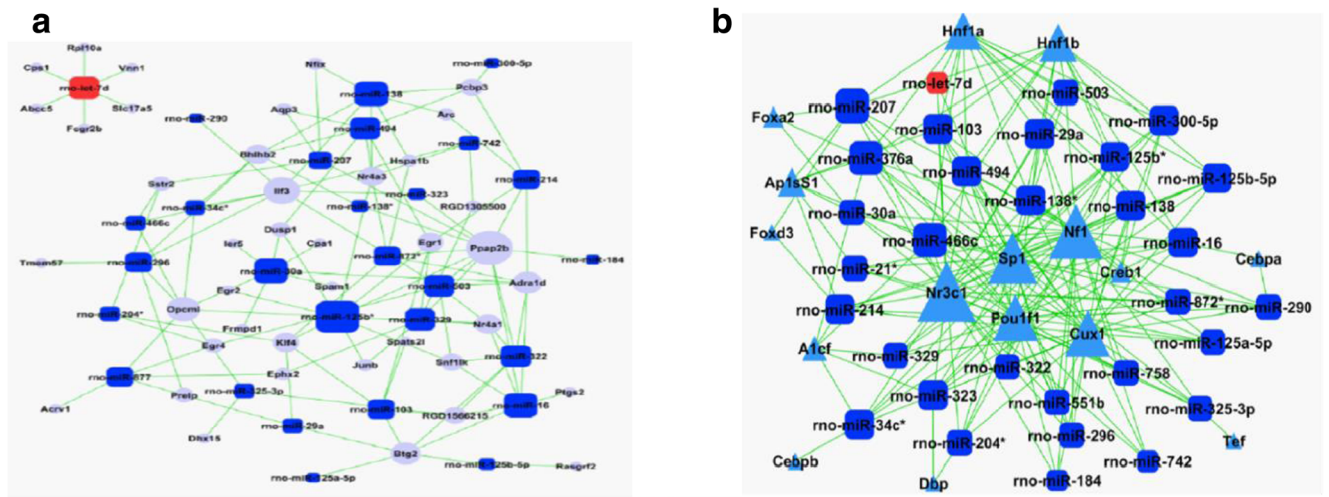 a
Rpl10a
Cps1
Vnn1
rno-let-7d
Abcc5
Slc17a5
Fcgr2b
Nfix
rno-miR-300-5p
rno-miR-138
Pcbp3
Aqp3
Arc
rno-miR-290
rno-miR-494
rno-miR-742
Bhlhb2
rno-miR-207
Hspa1b
Nr4a3
rno-miR-214
Sstr2
Ilf3
rno-miR-323
rno-miR-34c*
rno-miR-138*
RGD1305500
rno-miR-466c
Dusp1
Ier5
Cpa1
Egr1
Ppap2b
rno-miR-872*
rno-miR-184
Tmem57
rno-miR-296
rno-miR-30a
Adra1d
Egr2
Spam1
rno-miR-503
Opcml
rno-miR-204*
rno-miR-125b*
rno-miR-329
Nr4a1
Frmpd1
Egr4
Klf4
Spats2l
Junb
Snf1lk
rno-miR-322
Ephx2
rno-miR-877
Prelp
rno-miR-325-3p
Ptgs2
Acrv1
rno-miR-103
RGD1566215
rno-miR-16
rno-miR-29a
Dhx15
Btg2
rno-miR-125b-5p
Rasgrf2
rno-miR-125a-5p
b
Hnf1a
Hnf1b
rno-let-7d
rno-miR-503
rno-miR-207
Foxa2
rno-miR-103
rno-miR-29a
rno-miR-300-5p
rno-miR-376a
rno-miR-125b*
rno-miR-494
Ap1sS1
rno-miR-125b-5p
rno-miR-138*
rno-miR-138
rno-miR-30a
Foxd3
Nf1
rno-miR-466c
rno-miR-16
Sp1
Cebpa
rno-miR-21*
Creb1
Nr3c1
rno-miR-872*
rno-miR-290
rno-miR-214
Pou1f1
Cux1
A1cf
rno-miR-329
rno-miR-125a-5p
rno-miR-322
rno-miR-758
rno-miR-323
rno-miR-551b
rno-miR-325-3p
rno-miR-34c*
rno-miR-204*
rno-miR-296
Tef
Cebpb
rno-miR-742
Dbp
rno-miR-184